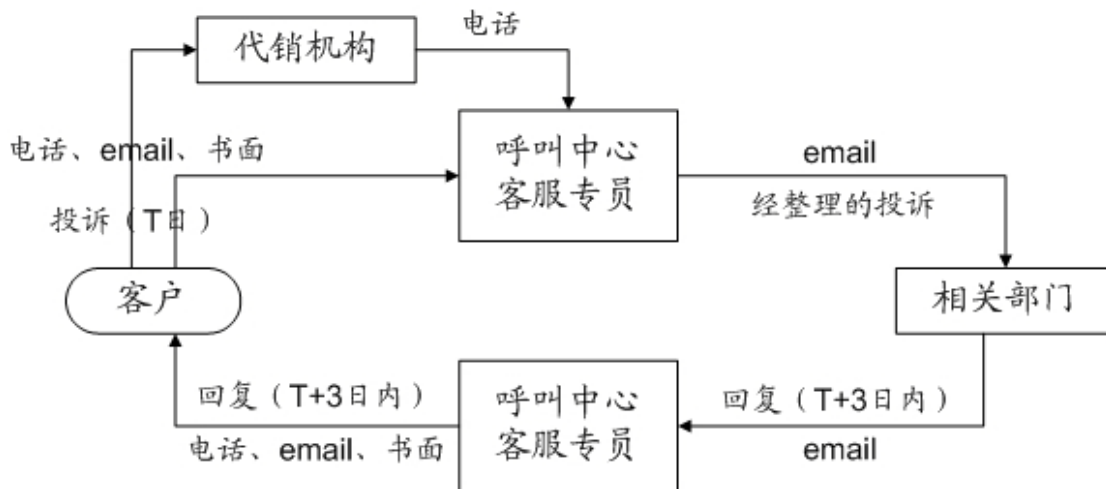 代销机构
电话
电话、email、书面
投诉（T日）
呼叫中心
客服专员
email
经整理的投诉
客户
相关部门
回复（T+3日内）
电话、email、书面
呼叫中心
客服专员
回复（T+3日内）
email